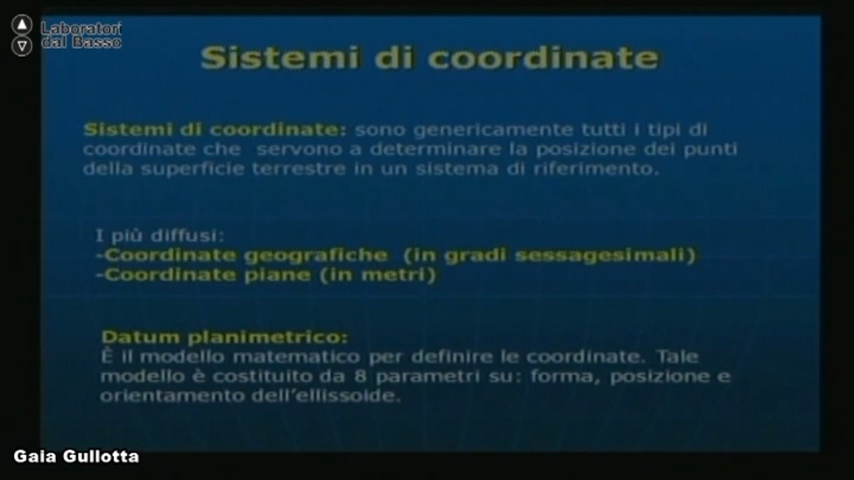 Laboratori
dal Basso
Sistemi di coordinate
Sistemi di coordinate: sono genericamente tutti i tipi di
coordinate che servono a determinare la posizione dei punti
della superficie terrestre in un sistema di riferimento.
I più diffusi:
-Coordinate geografiche (in gradi sessagesimali)
-Coordinate piane (in metri)
Datum planimetrico:
È il modello matematico per definire le coordinate. Tale
modello è costituito da 8 parametri su: forma, posizione e
orientamento dell'ellissoide.
Gaia Gullotta